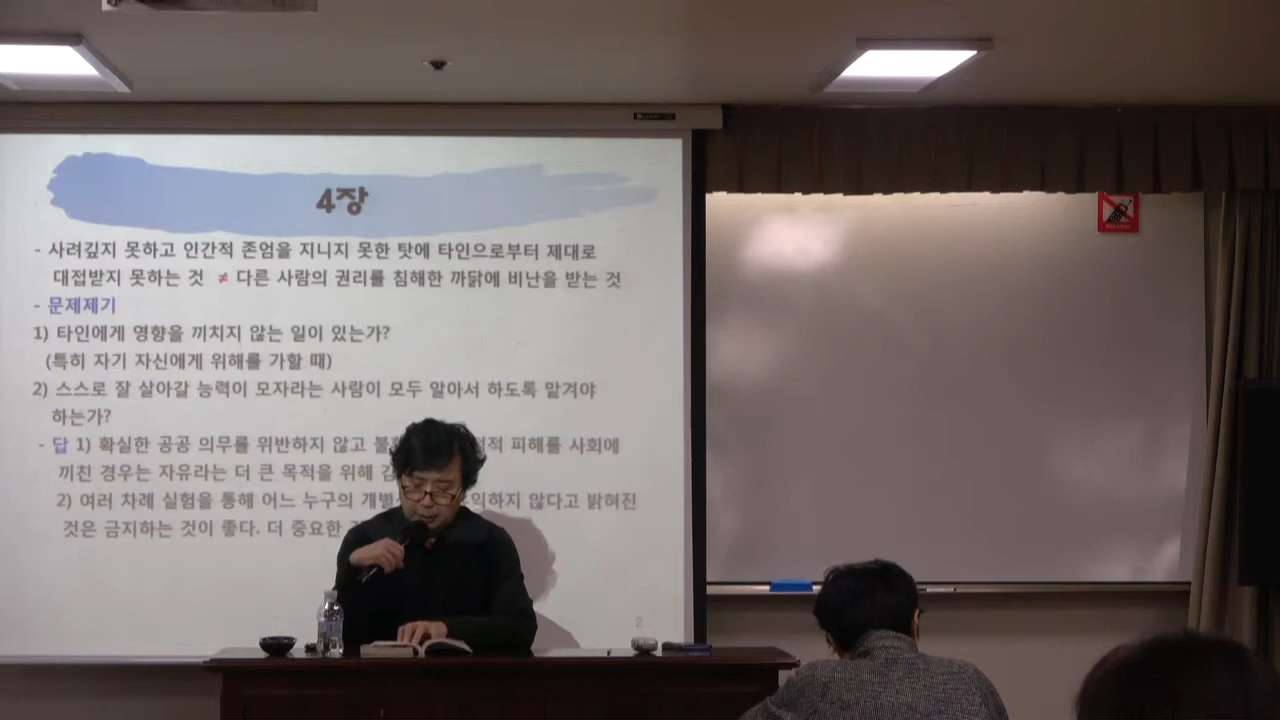 4장
- 사려깊지 못하고 인간적 존엄을 지니지 못한 탓에 타인으로부터 제대로
대접받지 못하는 것 ≠ 다른 사람의 권리를 침해한 까닭에 비난을 받는 것
- 문제제기
1) 타인에게 영향을 끼치지 않는 일이 있는가?
(특히 자기 자신에게 위해를 가할 때)
2) 스스로 잘 살아갈 능력이 모자라는 사람이 모두 알아서 하도록 맡겨야
하는가?
- 답 1) 확실한 공공 의무를 위반하지 않고 피해를 사회에
끼친 경우는 자유라는 더 큰 목적을 위해
2) 여러 차례 실험을 통해 어느 누구의 않다고 밝혀진
것은 금지하는 것이 좋다. 더 중요한
2